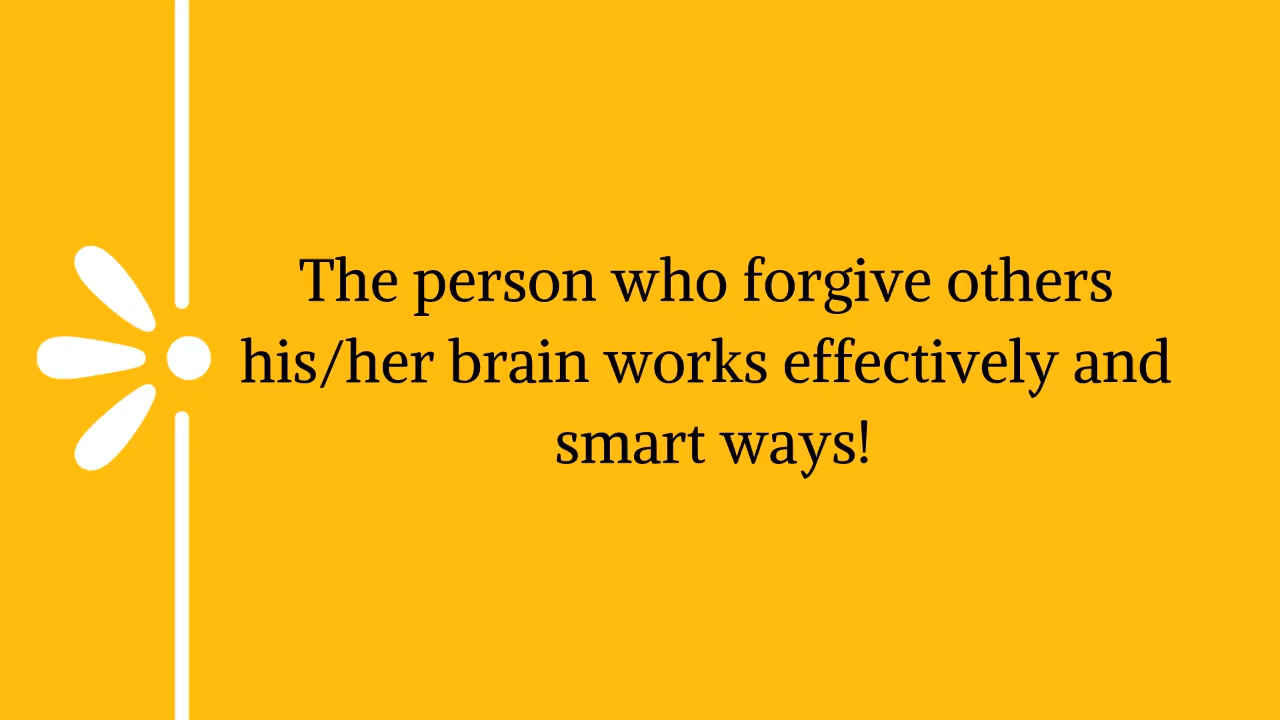 The person who forgive others
his/her brain works effectively and
smart ways!